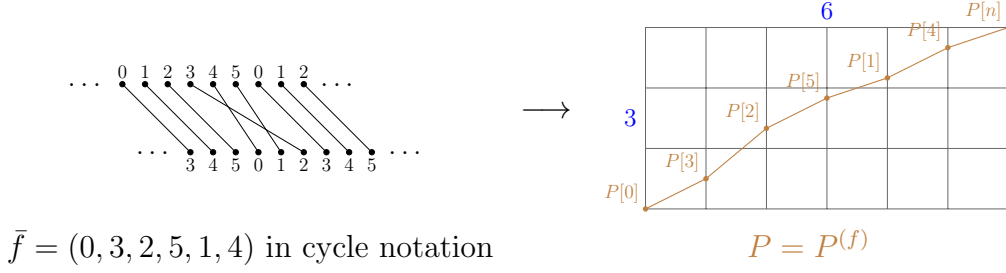 6
P[n]
P[4]
··· 0 1 2 3 4 5 0 1 2 ···
P[1]
P[5]
⟶
P[2]
3
··· 3 4 5 0 1 2 3 4 5 ···
P[3]
P[0]
f̄ = (0, 3, 2, 5, 1, 4) in cycle notation
P = P^{(f)}